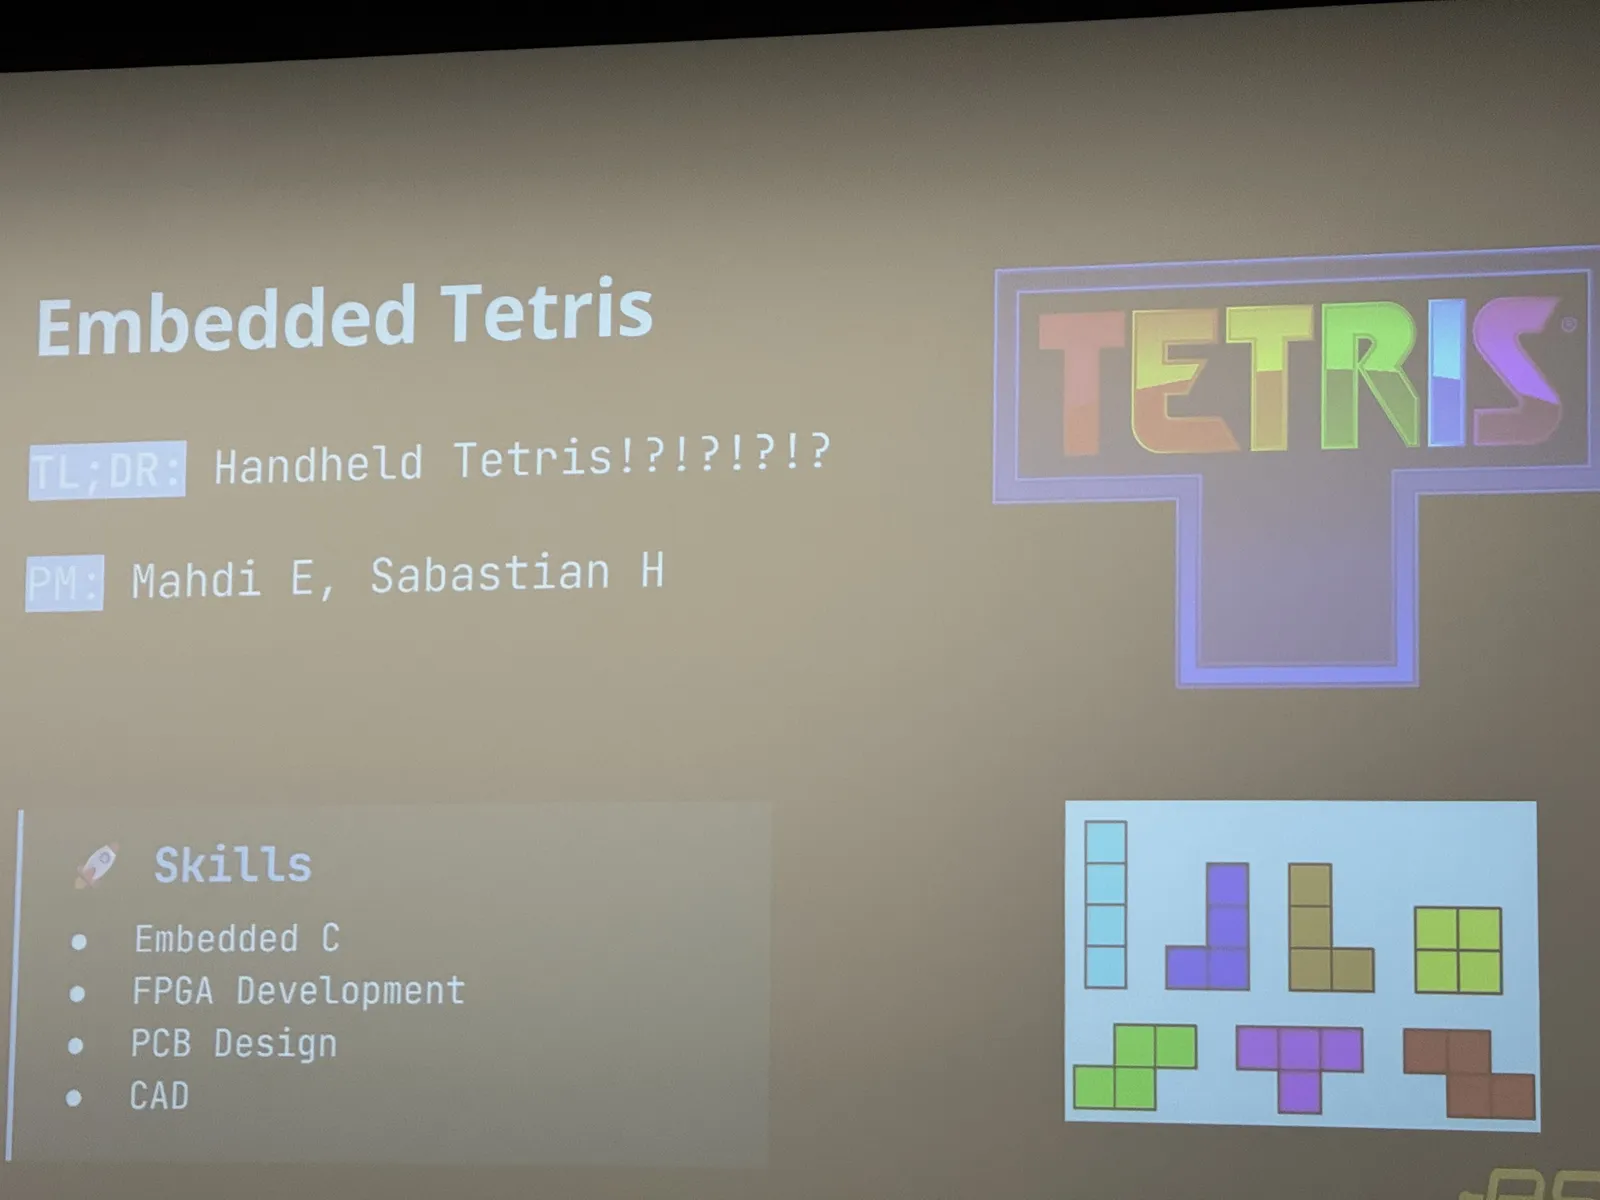 Embedded Tetris
TL;DR: Handheld Tetris!?!?!?!?
PM: Mahdi E, Sabastian H
TETRIS®
🚀 Skills
● Embedded C
● FPGA Development
● PCB Design
● CAD